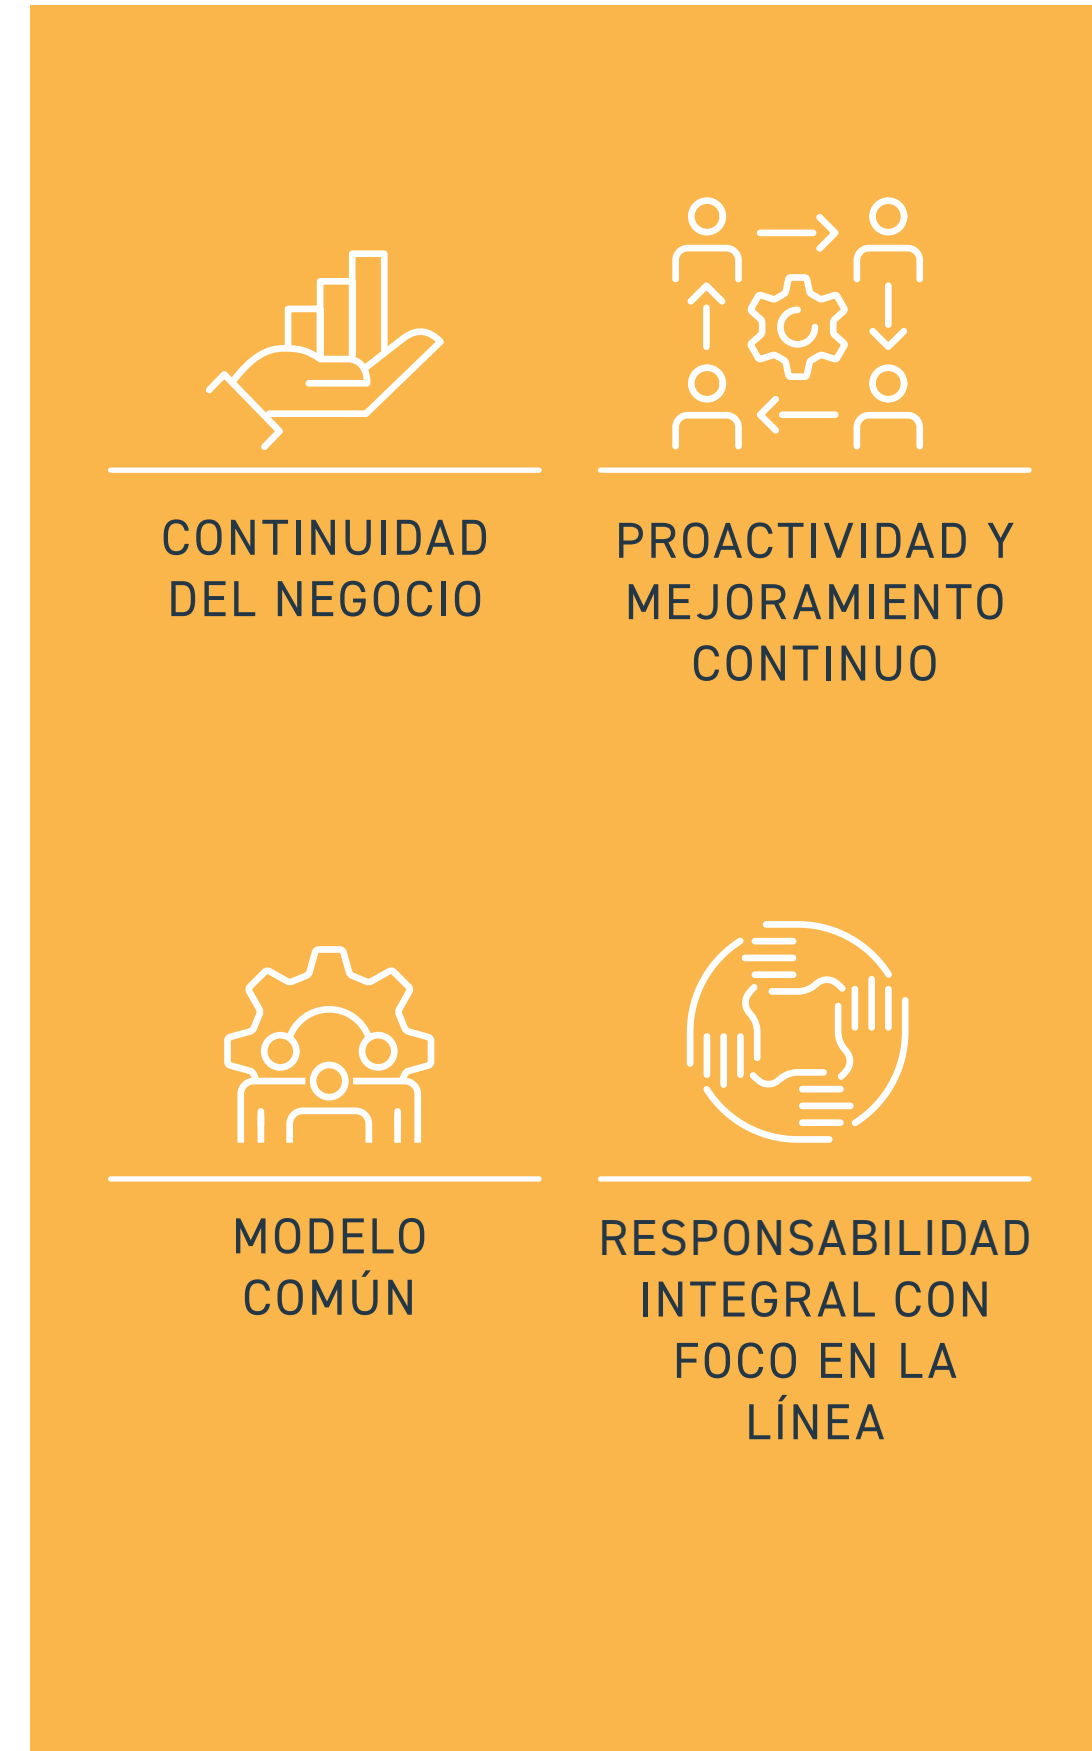 CONTINUIDAD
DEL NEGOCIO
PROACTIVIDAD Y
MEJORAMIENTO
CONTINUO
MODELO
COMÚN
RESPONSABILIDAD
INTEGRAL CON
FOCO EN LA
LÍNEA